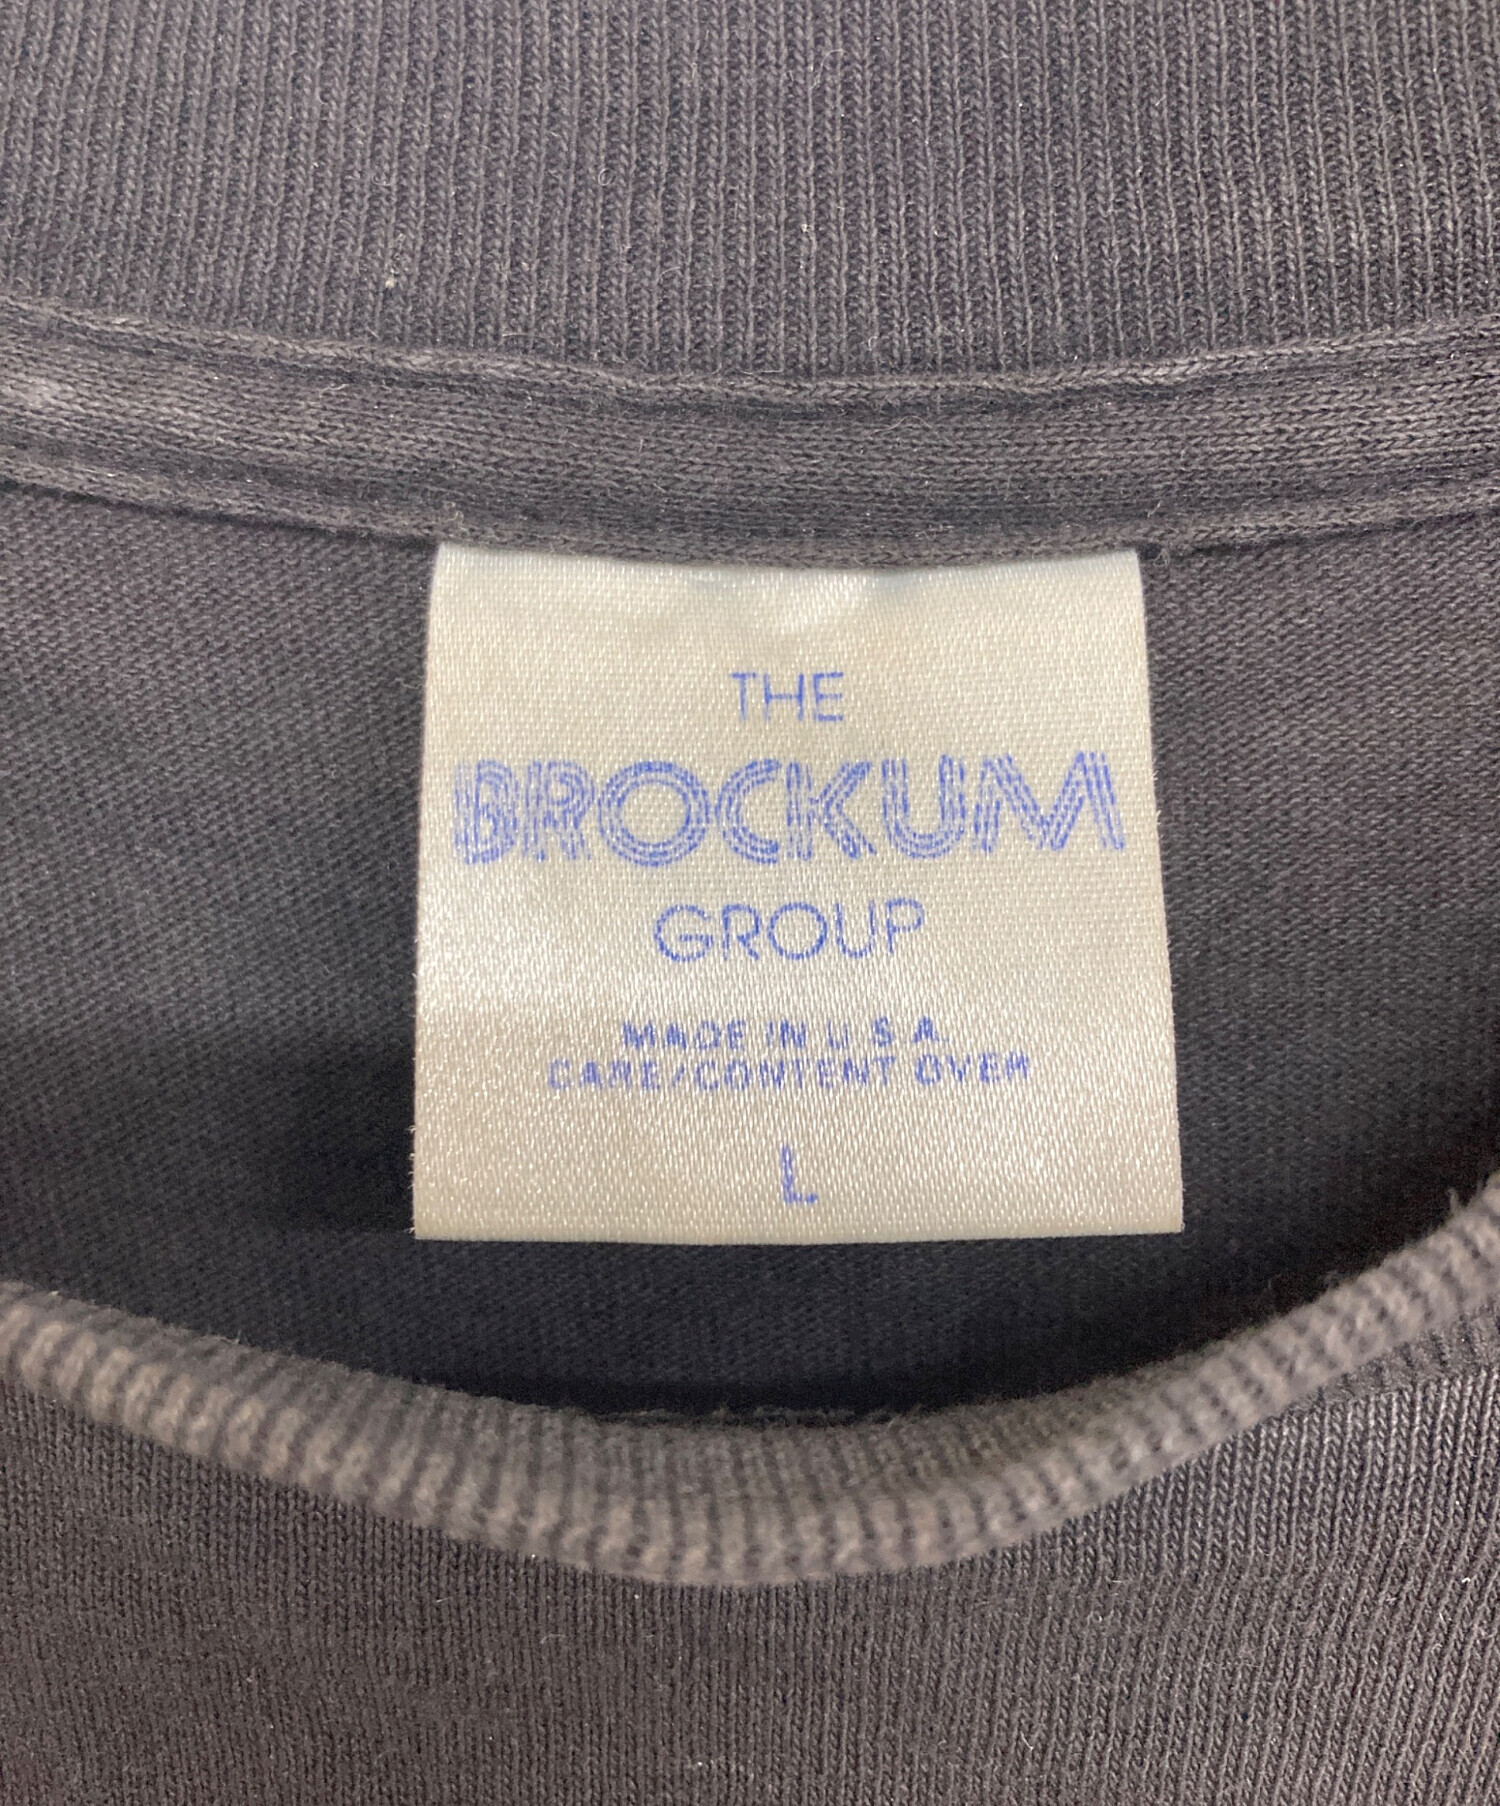 THE
BROCKUM
GROUP
MADE IN U.S.A.
CARE/CONTENT OVER
L